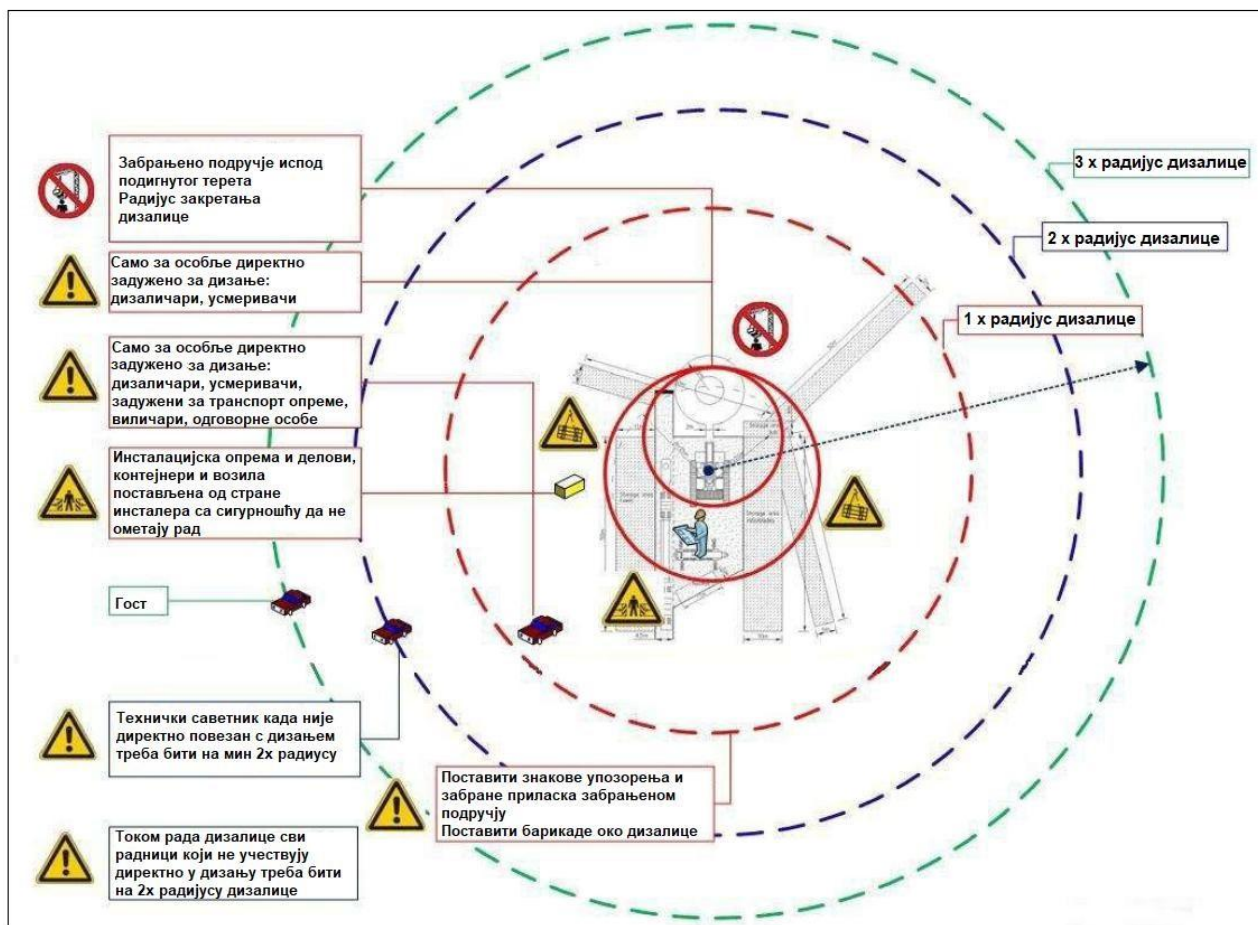 Забрањено подручје испод
подигнутог терета
Радијус закретања
дизалице
Само за особље директно
задужено за дизање:
дизаличари, усмеривачи
Само за особље директно
задужено за дизање:
дизаличари, усмеривачи,
задужени за транспорт опреме,
виличари, одговорне особе
Инсталацијска опрема и делови,
контејнери и возила
постављена од стране
инсталера са сигурношћу да не
ометају рад
Гост
Технички саветник када није
директно повезан с дизањем
треба бити на мин 2х радиусу
Током рада дизалице сви
радници који не учествују
директно у дизању треба бити
на 2х радијусу дизалице
Поставити знакове упозорења и
забране приласка забрањеном
подручју
Поставити барикаде око дизалице
3 х радијус дизалице
2 х радијус дизалице
1 х радијус дизалице